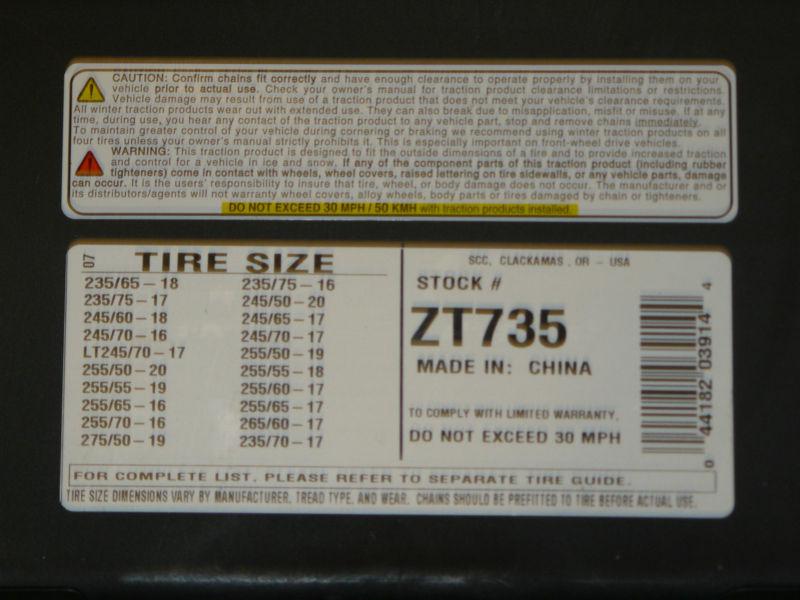 CAUTION: Confirm chains fit correctly and have enough clearance to operate properly by installing them on your
vehicle prior to actual use. Check your owner's manual for traction product clearance limitations or restrictions.
Vehicle damage may result from use of a traction product that does not meet your vehicle's clearance requirements.
All winter traction products wear out with extended use. They can also break due to misapplication, misfit or misuse. If at any
time, during use, you hear any contact of the traction product to any vehicle part, stop and remove chains immediately.
To maintain greater control of your vehicle during cornering or braking we recommend using winter traction products on all
four tires unless your owner's manual strictly prohibits it. This is especially important on front-wheel drive vehicles.
WARNING: This traction product is designed to fit the outside dimensions of a tire and to provide increased traction
and control for a vehicle in ice and snow. If any of the component parts of this traction product (including rubber
tighteners) come in contact with wheels, wheel covers, raised lettering on tire sidewalls, or any vehicle parts, damage
can occur. It is the users' responsibility to insure that tire, wheel, or body damage does not occur. The manufacturer and or
its distributors/agents will not warranty wheel covers, alloy wheels, body parts or tires damaged by chain or tighteners.
DO NOT EXCEED 30 MPH / 50 KMH with traction products installed.
07
TIRE SIZE
235/65-18 235/75-16
235/75-17 245/50-20
245/60-18 245/65-17
245/70-16 245/70-17
LT245/70-17 255/50-19
255/50-20 255/55-18
255/55-19 255/60-17
255/65-16 255/65-17
255/70-16 265/60-17
275/50-19 235/70-17
SCC, CLACKAMAS, OR - USA
STOCK #
ZT735
MADE IN: CHINA
TO COMPLY WITH LIMITED WARRANTY,
DO NOT EXCEED 30 MPH
0 44182 03914 4
FOR COMPLETE LIST, PLEASE REFER TO SEPARATE TIRE GUIDE.
TIRE SIZE DIMENSIONS VARY BY MANUFACTURER, TREAD TYPE, AND WEAR. CHAINS SHOULD BE PREFITTED TO TIRE BEFORE ACTUAL USE.